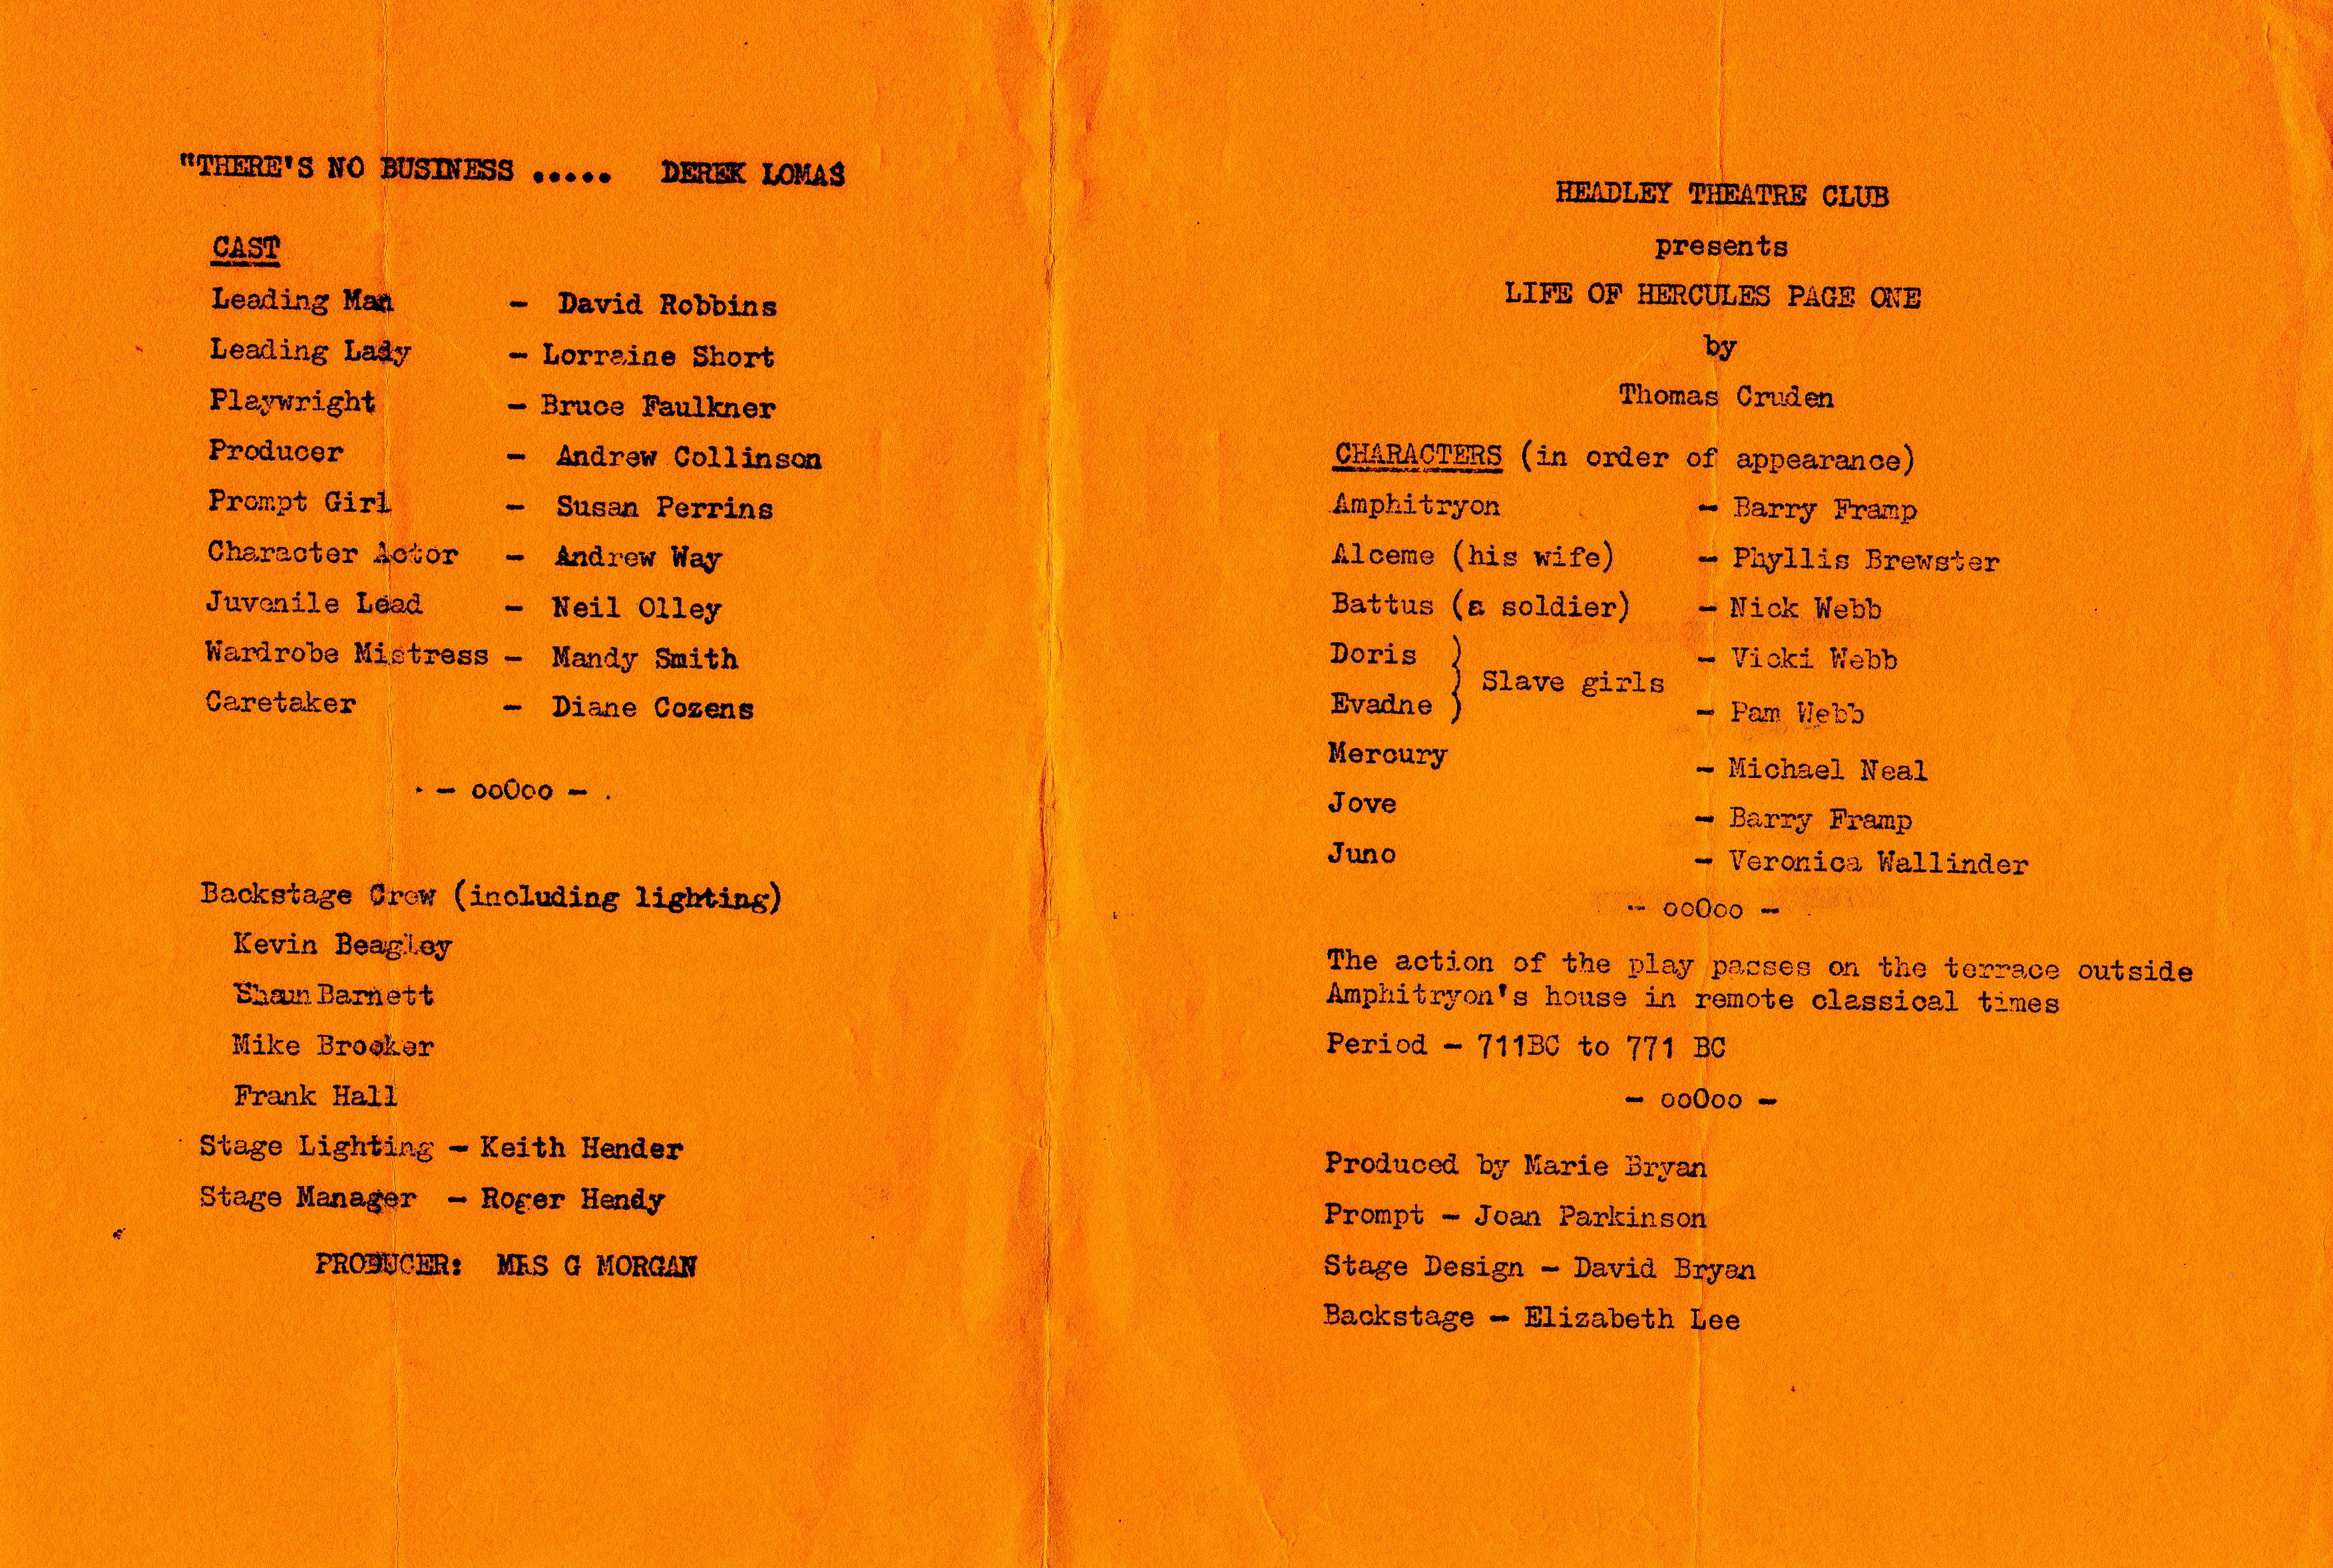 "THERE'S NO BUSINESS ..... DEREK LOMAS
CAST
Leading Man - David Robbins
Leading Lady - Lorraine Short
Playwright - Bruce Faulkner
Producer - Andrew Collinson
Prompt Girl - Susan Perrins
Character Actor - Andrew Way
Juvenile Lead - Neil Olley
Wardrobe Mistress - Mandy Smith
Caretaker - Diane Cozens
- ooOoo -
Backstage Crew (including lighting)
Kevin Beagley
Shaun Barnett
Mike Brooker
Frank Hall
Stage Lighting - Keith Hender
Stage Manager - Roger Hendy
PRODUCER: MRS G MORGAN
HEADLEY THEATRE CLUB
presents
LIFE OF HERCULES PAGE ONE
by
Thomas Cruden
CHARACTERS (in order of appearance)
Amphitryon - Barry Framp
Alceme (his wife) - Phyllis Brewster
Battus (a soldier) - Nick Webb
Doris } Slave girls - Vicki Webb
Evadne } - Pam Webb
Mercury - Michael Neal
Jove - Barry Framp
Juno - Veronica Wallinder
- ooOoo -
The action of the play passes on the terrace outside
Amphitryon's house in remote classical times
Period - 711BC to 771 BC
- ooOoo -
Produced by Marie Bryan
Prompt - Joan Parkinson
Stage Design - David Bryan
Backstage - Elizabeth Lee